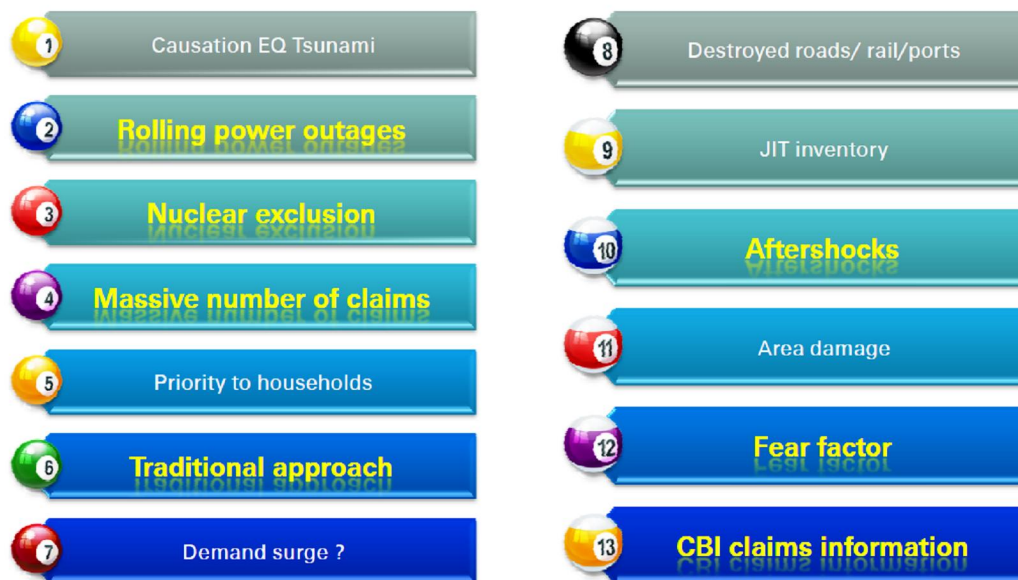 1
Causation EQ Tsunami
2
Rolling power outages
3
Nuclear exclusion
4
Massive number of claims
5
Priority to households
6
Traditional approach
7
Demand surge ?
8
Destroyed roads/ rail/ports
9
JIT inventory
10
Aftershocks
11
Area damage
12
Fear factor
13
CBI claims information